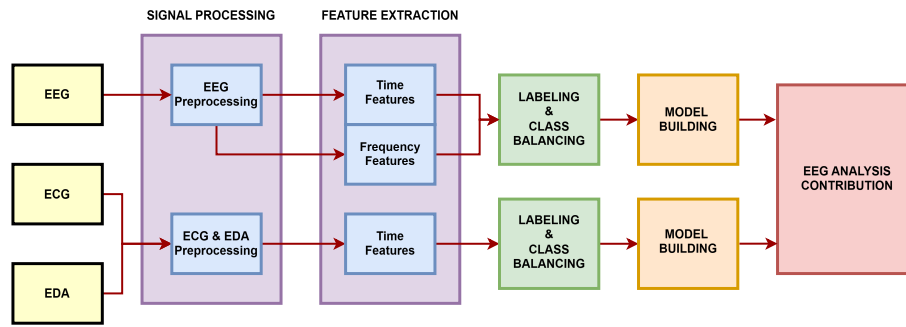 SIGNAL PROCESSING
FEATURE EXTRACTION
EEG
EEG
Preprocessing
Time
Features
Frequency
Features
LABELING
&
CLASS
BALANCING
MODEL
BUILDING
EEG ANALYSIS
CONTRIBUTION
ECG
EDA
ECG & EDA
Preprocessing
Time
Features
LABELING
&
CLASS
BALANCING
MODEL
BUILDING